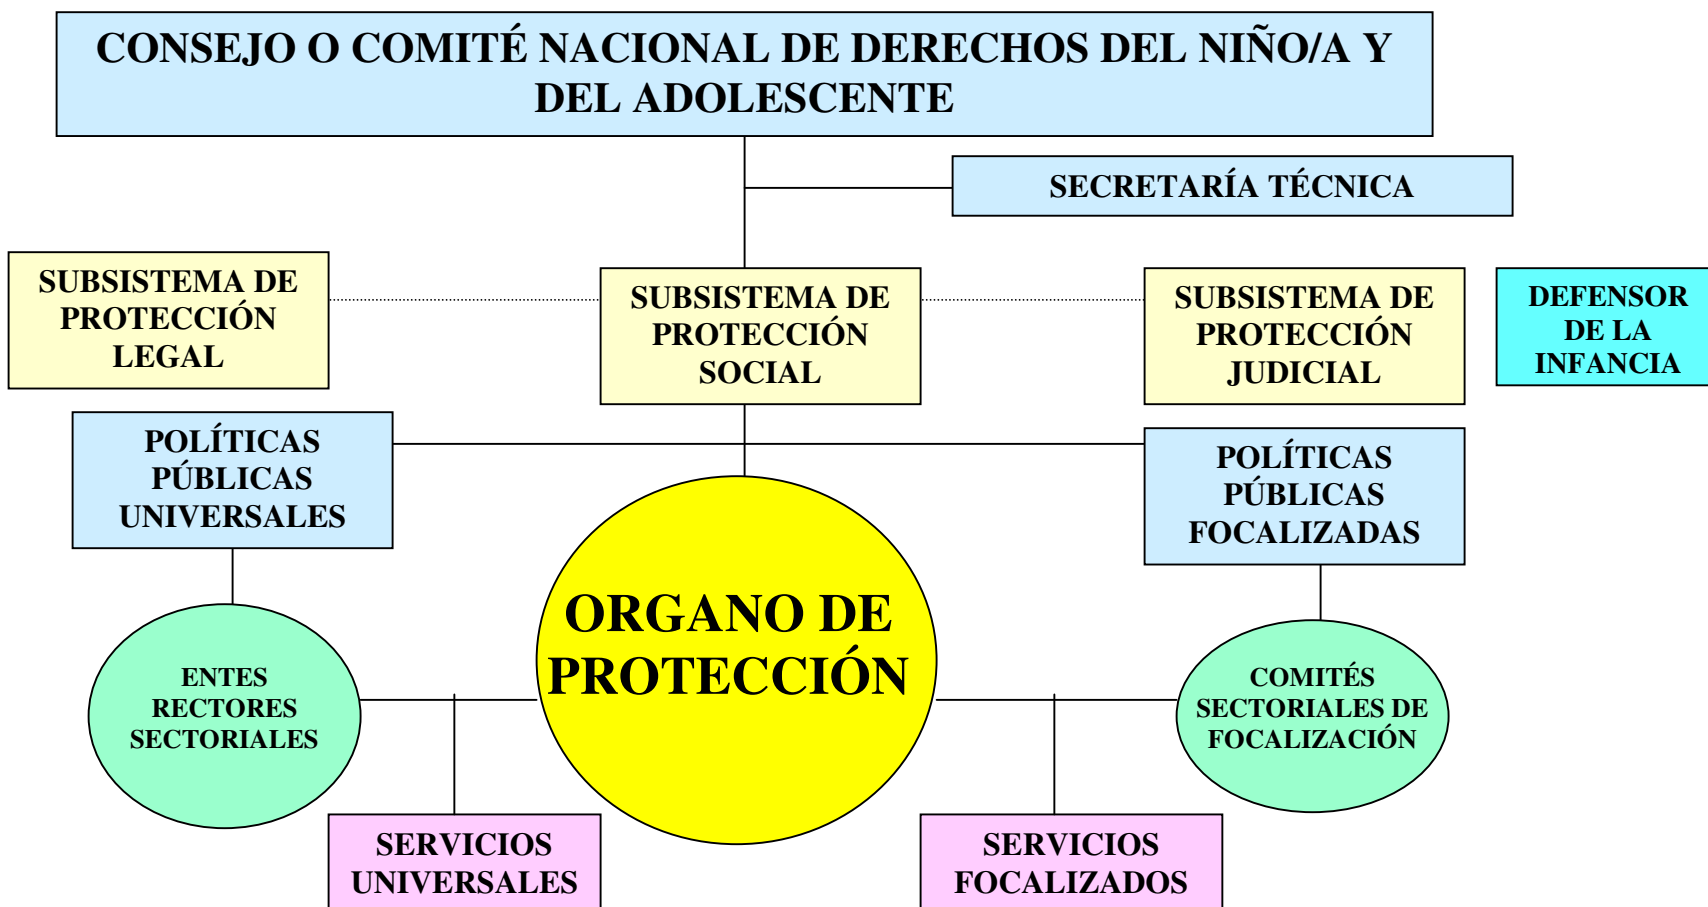 CONSEJO O COMITÉ NACIONAL DE DERECHOS DEL NIÑO/A Y
DEL ADOLESCENTE
SECRETARÍA TÉCNICA
SUBSISTEMA DE
PROTECCIÓN
LEGAL
SUBSISTEMA DE
PROTECCIÓN
SOCIAL
SUBSISTEMA DE
PROTECCIÓN
JUDICIAL
DEFENSOR
DE LA
INFANCIA
POLÍTICAS
PÚBLICAS
UNIVERSALES
POLÍTICAS
PÚBLICAS
FOCALIZADAS
ORGANO DE
PROTECCIÓN
ENTES
RECTORES
SECTORIALES
COMITÉS
SECTORIALES DE
FOCALIZACIÓN
SERVICIOS
UNIVERSALES
SERVICIOS
FOCALIZADOS